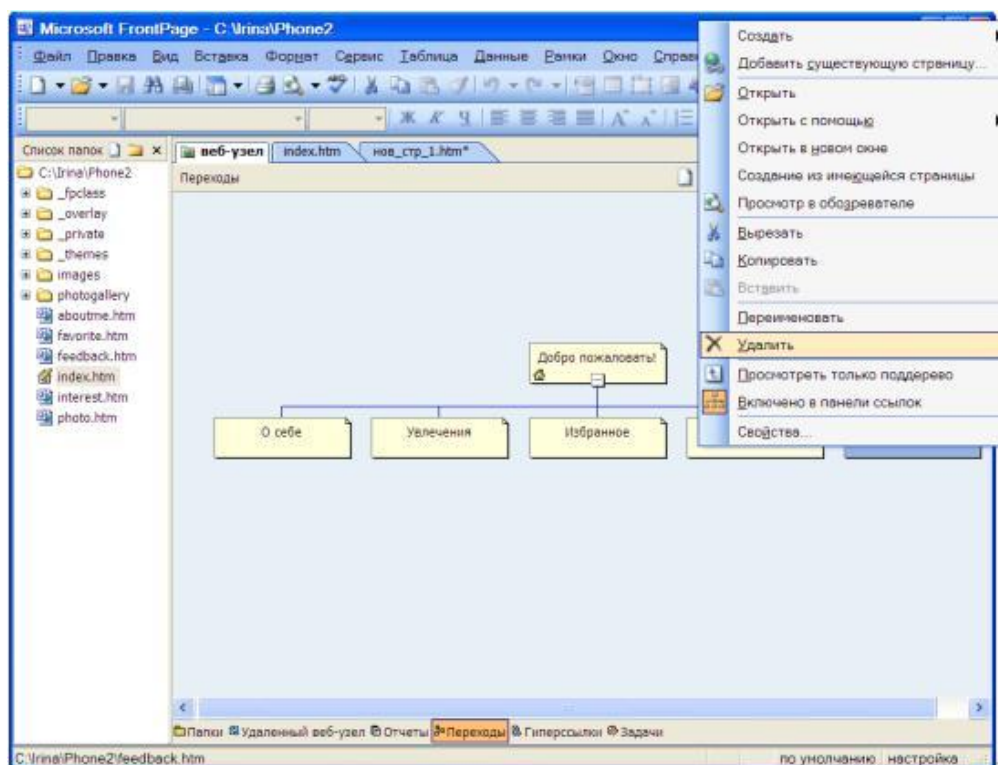 Microsoft FrontPage - C:\Irina\Phone2
Файл Правка Вид Вставка Формат Сервис Таблица Данные Рамки Окно
Ж К Ч
Список папок
веб-узел index.htm нов_стр_1.htm*
C:\Irina\Phone2
Переходы
_fpclass
_overlay
_private
_themes
images
photogallery
aboutme.htm
favorite.htm
feedback.htm
index.htm
interest.htm
photo.htm
Добро пожаловать!
О себе Увлечения Избранное
Создать
Добавить существующую страницу...
Открыть
Открыть с помощью
Открыть в новом окне
Создание из имеющейся страницы
Просмотр в обозревателе
Вырезать
Копировать
Вставить
Переименовать
Удалить
Просмотреть только поддерево
Включено в панели ссылок
Свойства...
Папки Удаленный веб-узел Отчеты Переходы Гиперссылки Задачи
C:\Irina\Phone2\feedback.htm по умолчанию настройка